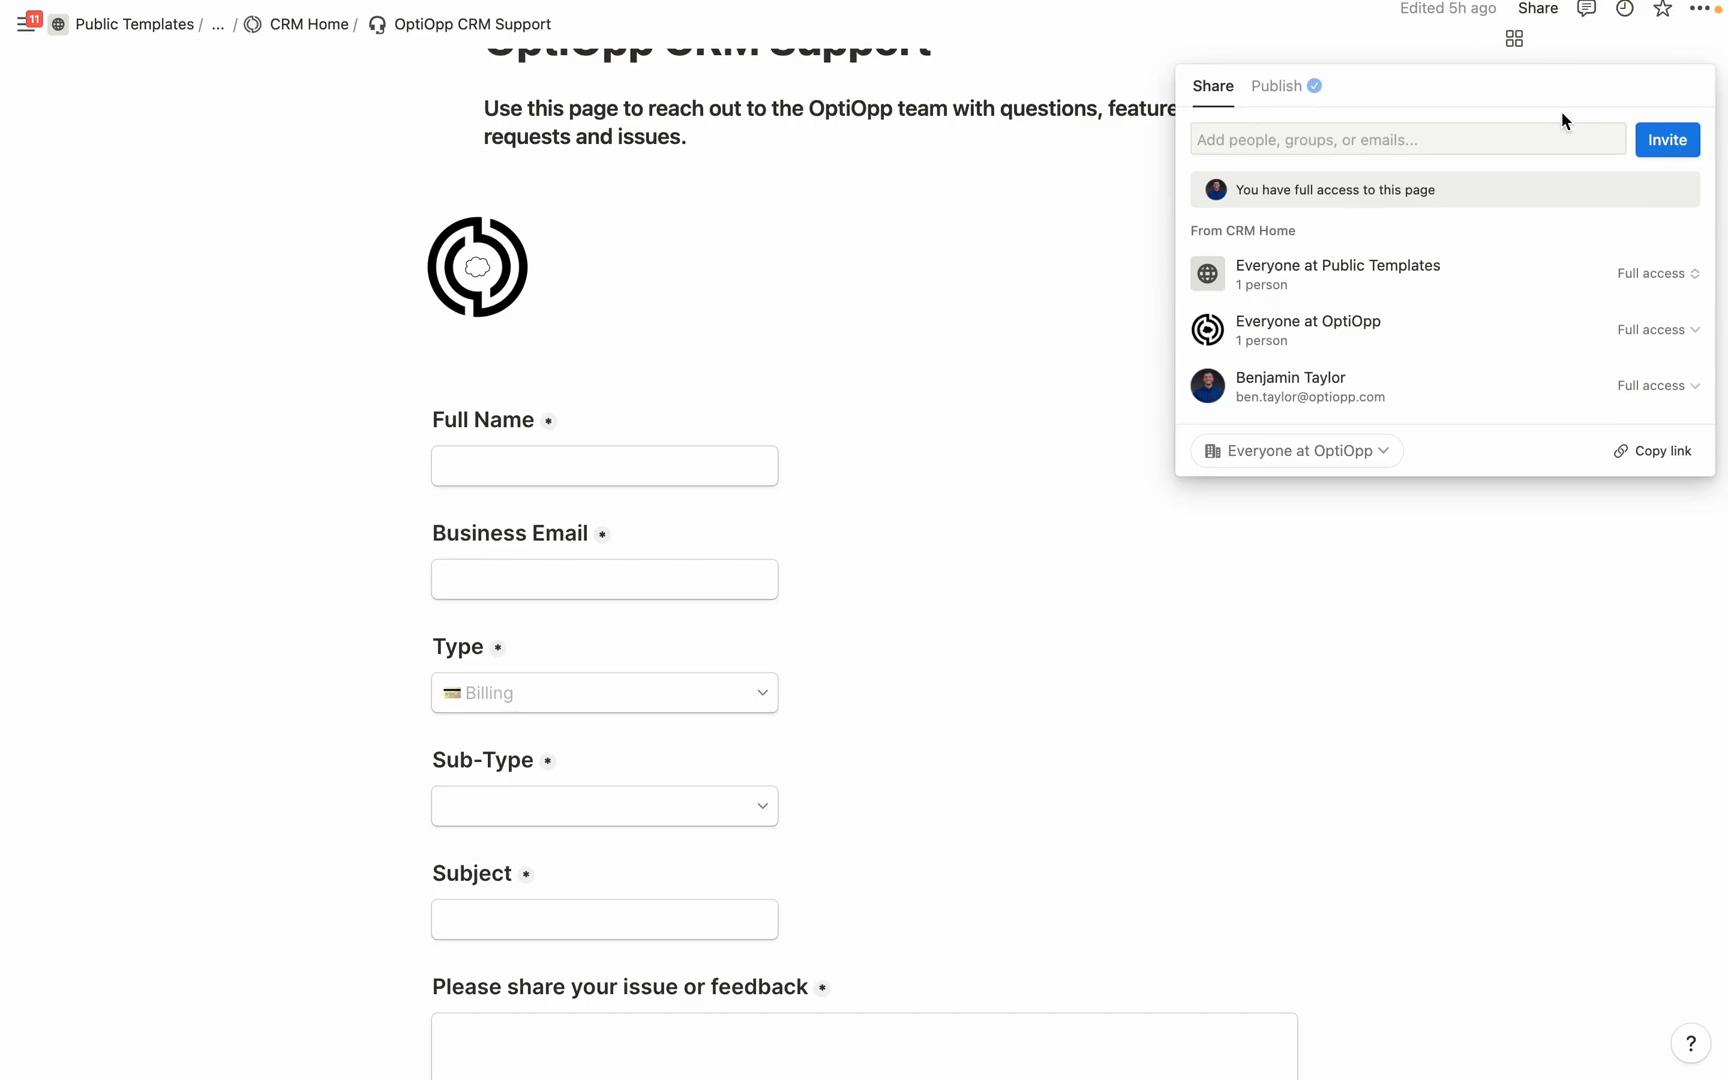 11
Public Templates / ... / CRM Home / OptiOpp CRM Support
Edited 5h ago Share
OptiOpp CRM Support
Use this page to reach out to the OptiOpp team with questions, feature
requests and issues.
Share Publish
Add people, groups, or emails... Invite
You have full access to this page
From CRM Home
Everyone at Public Templates
1 person
Full access
Everyone at OptiOpp
1 person
Full access
Benjamin Taylor
ben.taylor@optiopp.com
Full access
Everyone at OptiOpp Copy link
Full Name *
Business Email *
Type *
Billing
Sub-Type *
Subject *
Please share your issue or feedback *
?